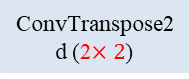 ConvTranspose2
d (2× 2)